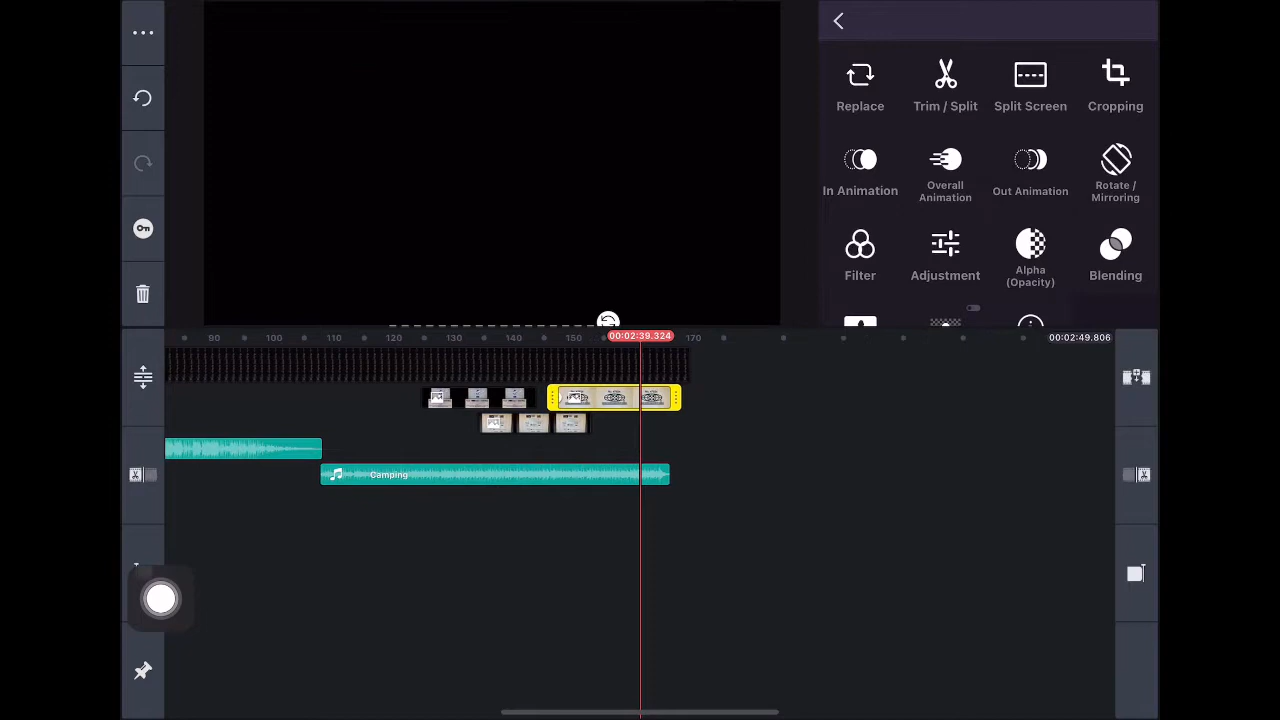 Replace
Trim / Split
Split Screen
Cropping
In Animation
Overall
Animation
Out Animation
Rotate /
Mirroring
Filter
Adjustment
Alpha
(Opacity)
Blending
90
100
110
120
130
140
150
00:02:39.324
170
00:02:49.806
Camping